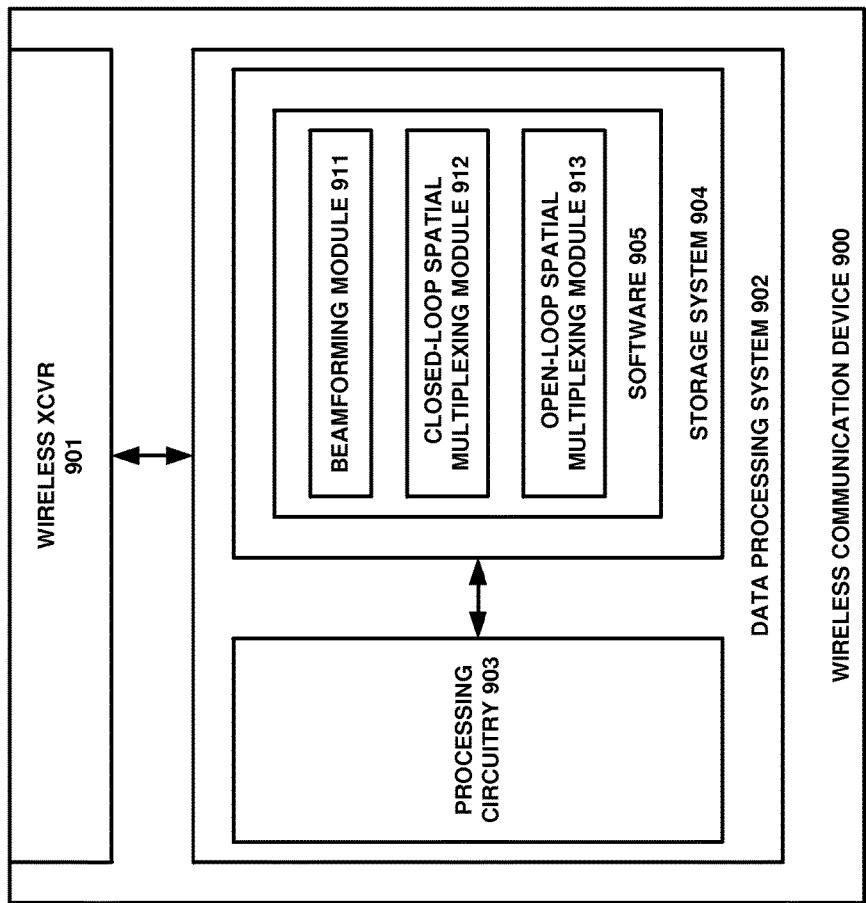 WIRELESS XCVR
901
BEAMFORMING MODULE 911
CLOSED-LOOP SPATIAL
MULTIPLEXING MODULE 912
OPEN-LOOP SPATIAL
MULTIPLEXING MODULE 913
SOFTWARE 905
STORAGE SYSTEM 904
PROCESSING
CIRCUITRY 903
DATA PROCESSING SYSTEM 902
WIRELESS COMMUNICATION DEVICE 900